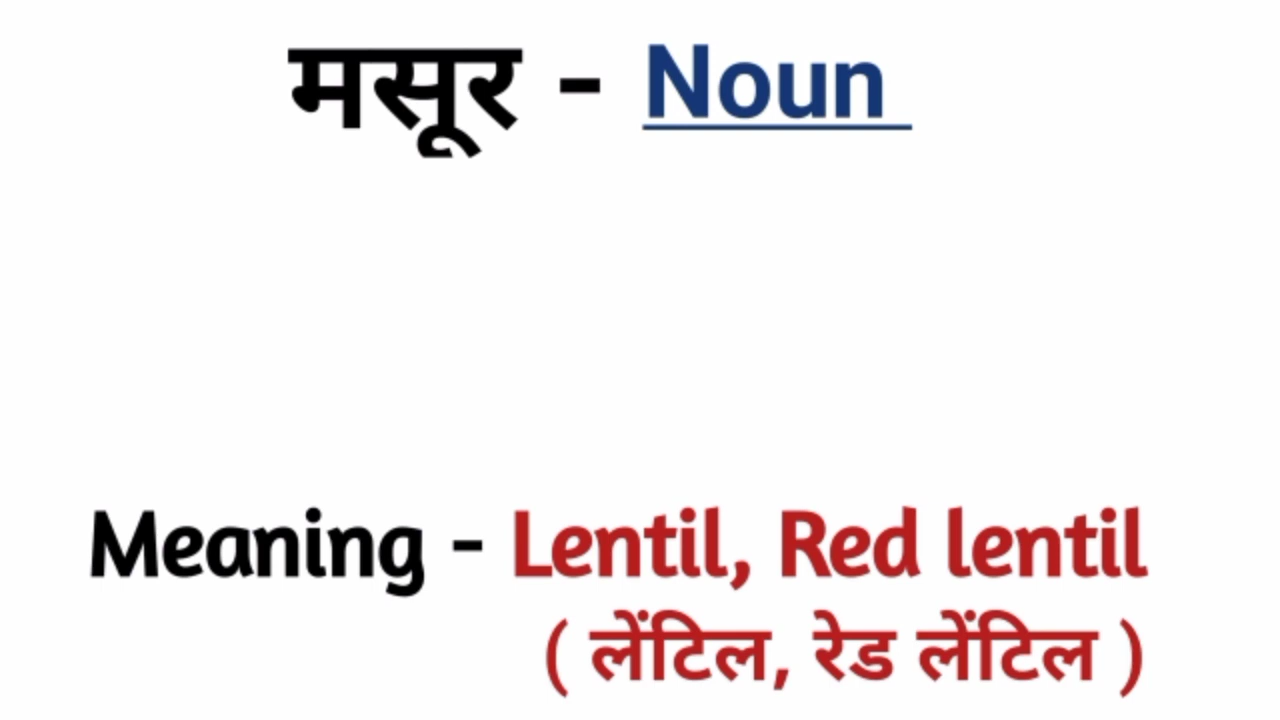 मसूर - Noun
Meaning - Lentil, Red lentil
( लेंटिल, रेड लेंटिल )